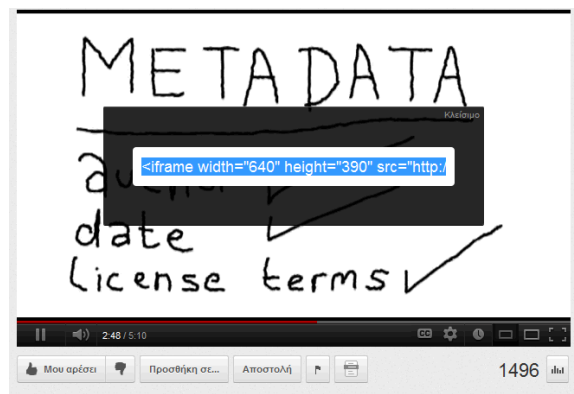 METADATA
Κλείσιμο
<iframe width="640" height="390" src="http:/
date
license terms
2:48 / 5:10
CC
Μου αρέσει
Προσθήκη σε...
Αποστολή
1496